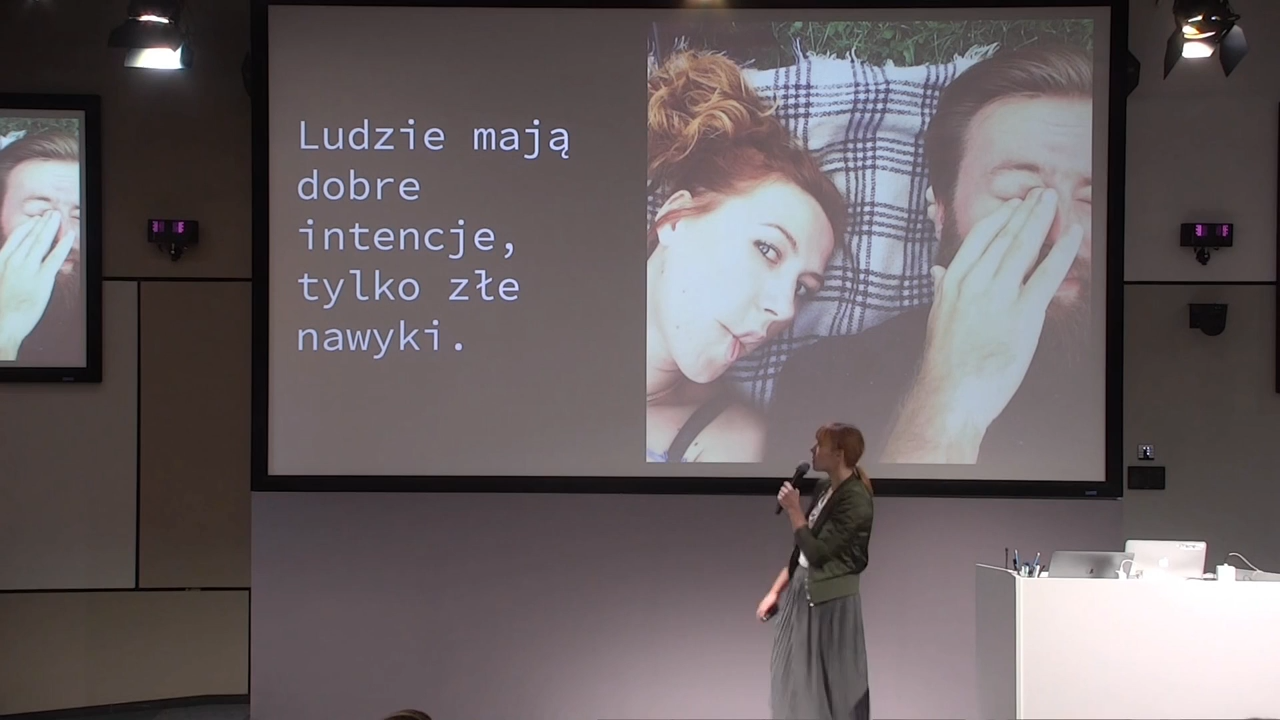 Ludzie mają
dobre
intencje,
tylko złe
nawyki.